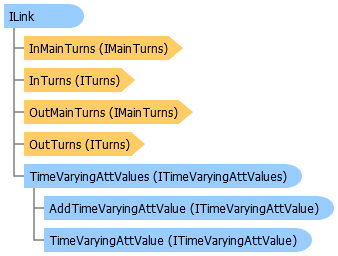 ILink
InMainTurns (IMainTurns)
InTurns (ITurns)
OutMainTurns (IMainTurns)
OutTurns (ITurns)
TimeVaryingAttValues (ITimeVaryingAttValues)
AddTimeVaryingAttValue (ITimeVaryingAttValue)
TimeVaryingAttValue (ITimeVaryingAttValue)